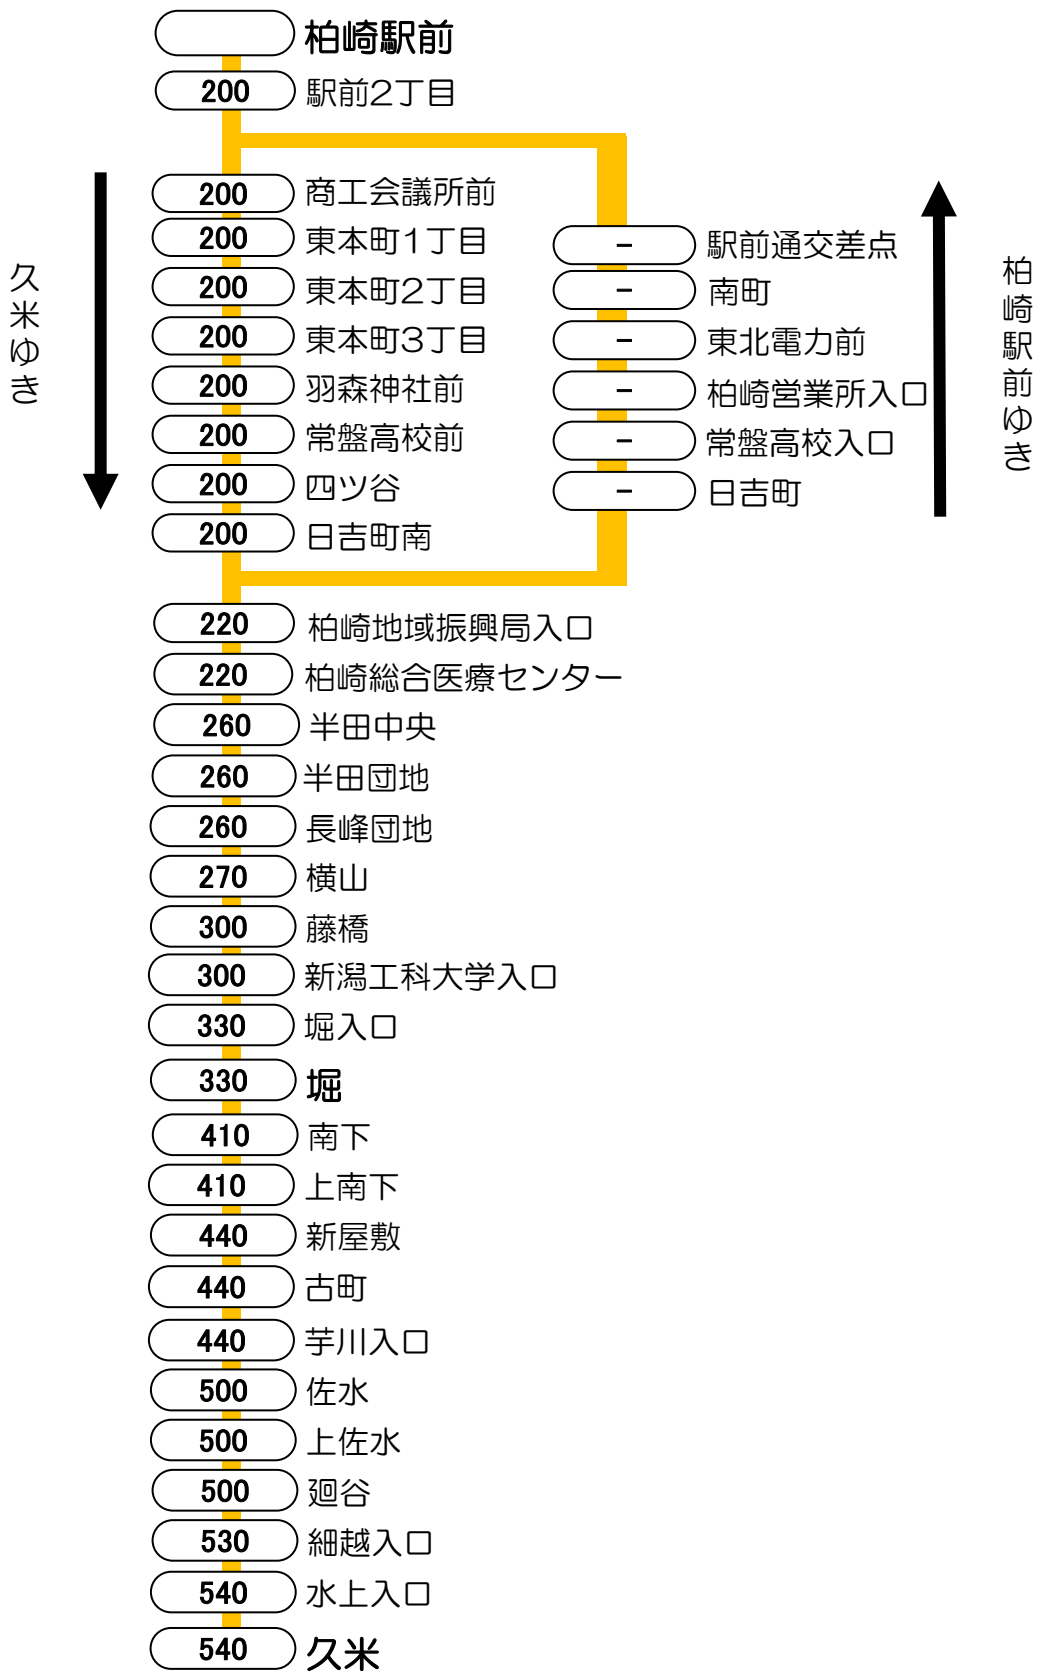 柏崎駅前
200 駅前2丁目
久米ゆき
200 商工会議所前
200 東本町1丁目
200 東本町2丁目
200 東本町3丁目
200 羽森神社前
200 常盤高校前
200 四ツ谷
200 日吉町南
- 駅前通交差点
- 南町
- 東北電力前
- 柏崎営業所入口
- 常盤高校入口
- 日吉町
柏崎駅前ゆき
220 柏崎地域振興局入口
220 柏崎総合医療センター
260 半田中央
260 半田団地
260 長峰団地
270 横山
300 藤橋
300 新潟工科大学入口
330 堀入口
330 堀
410 南下
410 上南下
440 新屋敷
440 古町
440 芋川入口
500 佐水
500 上佐水
500 廻谷
530 細越入口
540 水上入口
540 久米